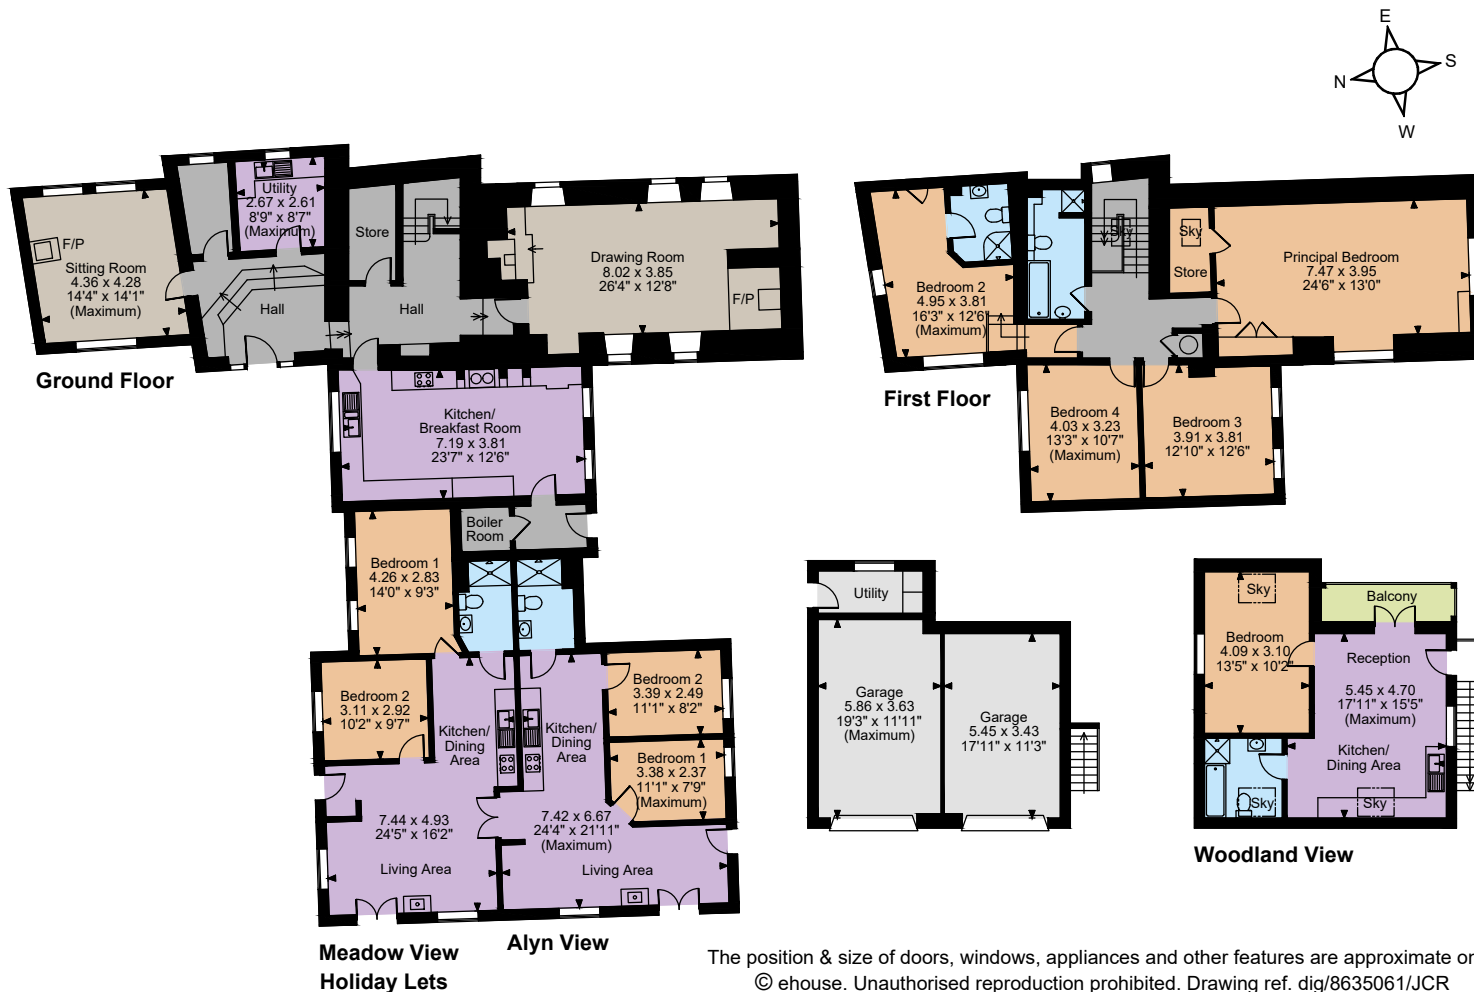 E
N
S
W
Utility
2.67 x 2.61
8'9" x 8'7"
(Maximum)
F/P
Sitting Room
4.36 x 4.28
14'4" x 14'1"
(Maximum)
Store
Hall
Hall
Drawing Room
8.02 x 3.85
26'4" x 12'8"
F/P
Ground Floor
Kitchen/
Breakfast Room
7.19 x 3.81
23'7" x 12'6"
Boiler
Room
Bedroom 1
4.26 x 2.83
14'0" x 9'3"
Bedroom 2
3.11 x 2.92
10'2" x 9'7"
Kitchen/
Dining
Area
Kitchen/
Dining
Area
Bedroom 2
3.39 x 2.49
11'1" x 8'2"
Bedroom 1
3.38 x 2.37
11'1" x 7'9"
(Maximum)
7.44 x 4.93
24'5" x 16'2"
Living Area
7.42 x 6.67
24'4" x 21'11"
(Maximum)
Living Area
Meadow View
Holiday Lets
Alyn View
Bedroom 2
4.95 x 3.81
16'3" x 12'6"
(Maximum)
Sky
Sky
Store
Principal Bedroom
7.47 x 3.95
24'6" x 13'0"
First Floor
Bedroom 4
4.03 x 3.23
13'3" x 10'7"
(Maximum)
Bedroom 3
3.91 x 3.81
12'10" x 12'6"
Utility
Garage
5.86 x 3.63
19'3" x 11'11"
(Maximum)
Garage
5.45 x 3.43
17'11" x 11'3"
Sky
Balcony
Bedroom
4.09 x 3.10
13'5" x 10'2"
Reception
5.45 x 4.70
17'11" x 15'5"
(Maximum)
Kitchen/
Dining Area
Sky
Sky
Woodland View
The position & size of doors, windows, appliances and other features are approximate or
© ehouse. Unauthorised reproduction prohibited. Drawing ref. dig/8635061/JCR